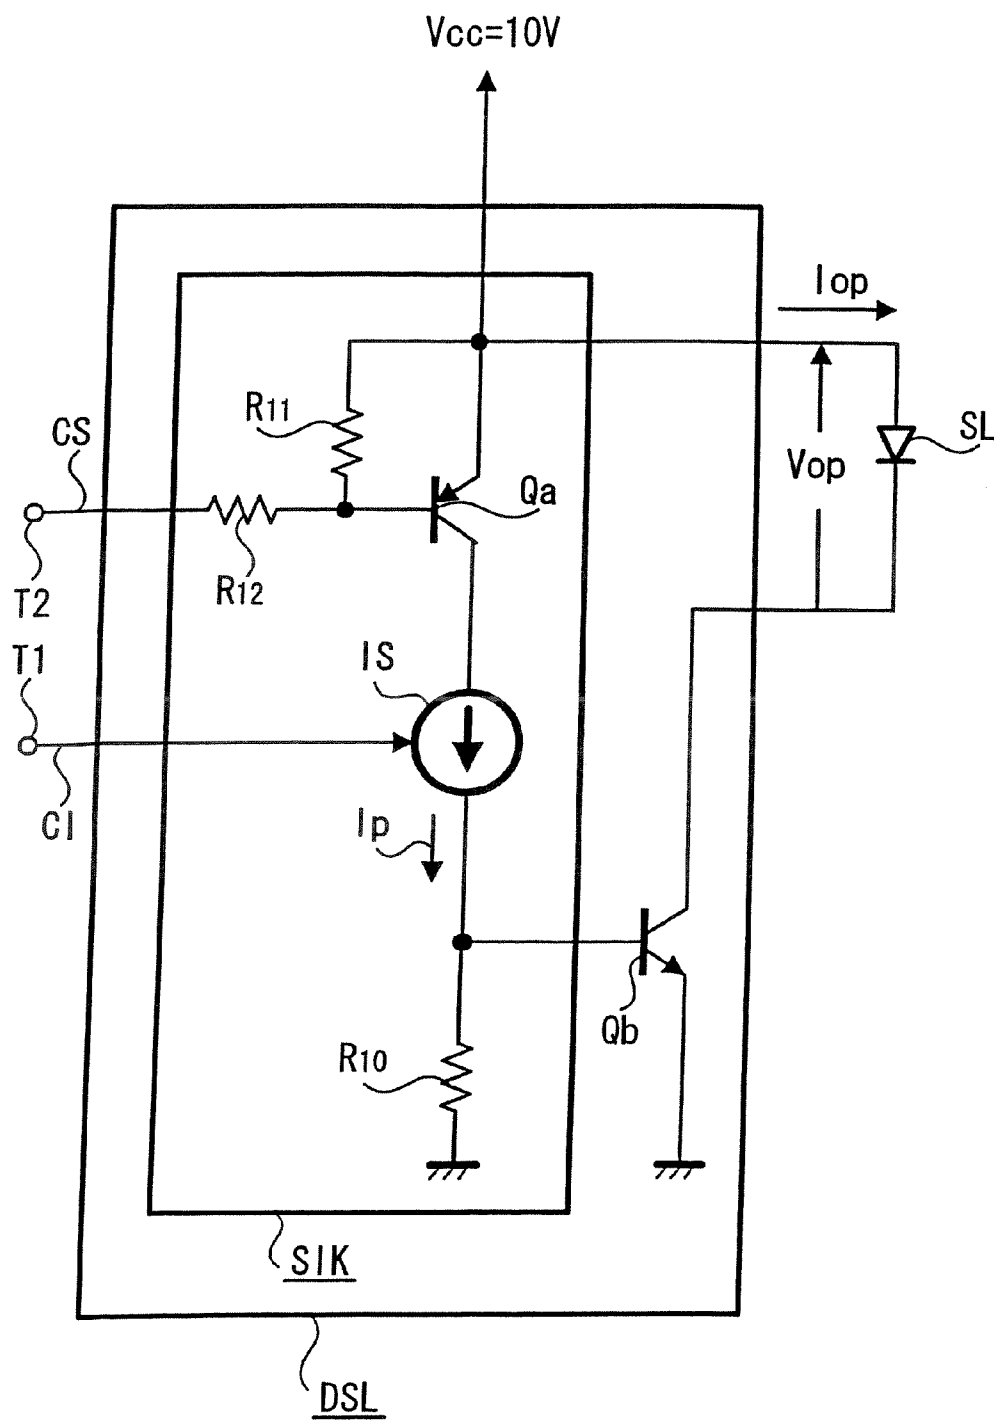 Vcc=10V
Iop
R11
CS
SL
Vop
Qa
R12
T2
T1
IS
CI
Ip
Qb
R10
SIK
DSL